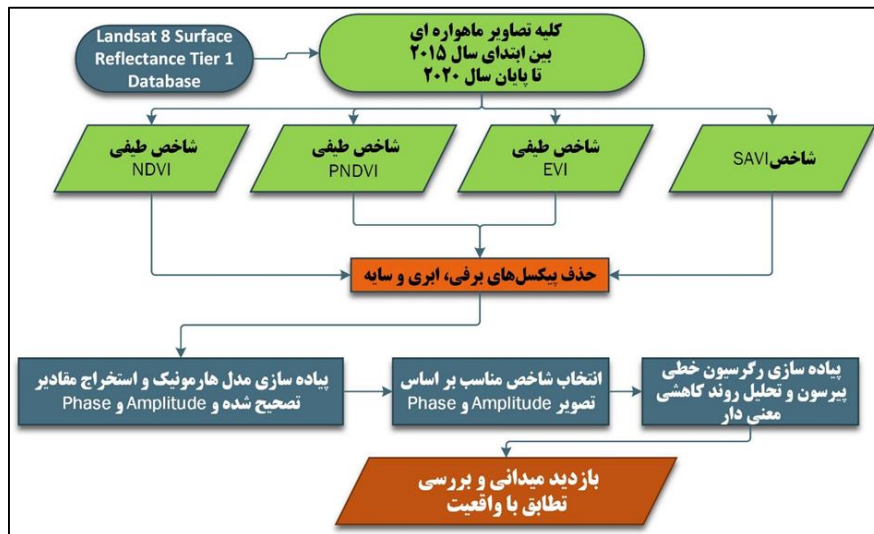 Landsat 8 Surface
Reflectance Tier 1
Database
کلیه تصاویر ماهواره ای
بین ابتدای سال ۲۰۱۵
تا پایان سال ۲۰۲۰
شاخص طیفی
NDVI
شاخص طیفی
PNDVI
شاخص طیفی
EVI
شاخص SAVI
حذف پیکسل‌های برفی، ابری و سایه
پیاده سازی مدل هارمونیک و استخراج مقادیر
تصحیح شده و Amplitude و Phase
انتخاب شاخص مناسب بر اساس
تصویر Amplitude و Phase
پیاده سازی رگرسیون خطی
پیرسون و تحلیل روند کاهشی
معنی دار
بازدید میدانی و بررسی
تطابق با واقعیت